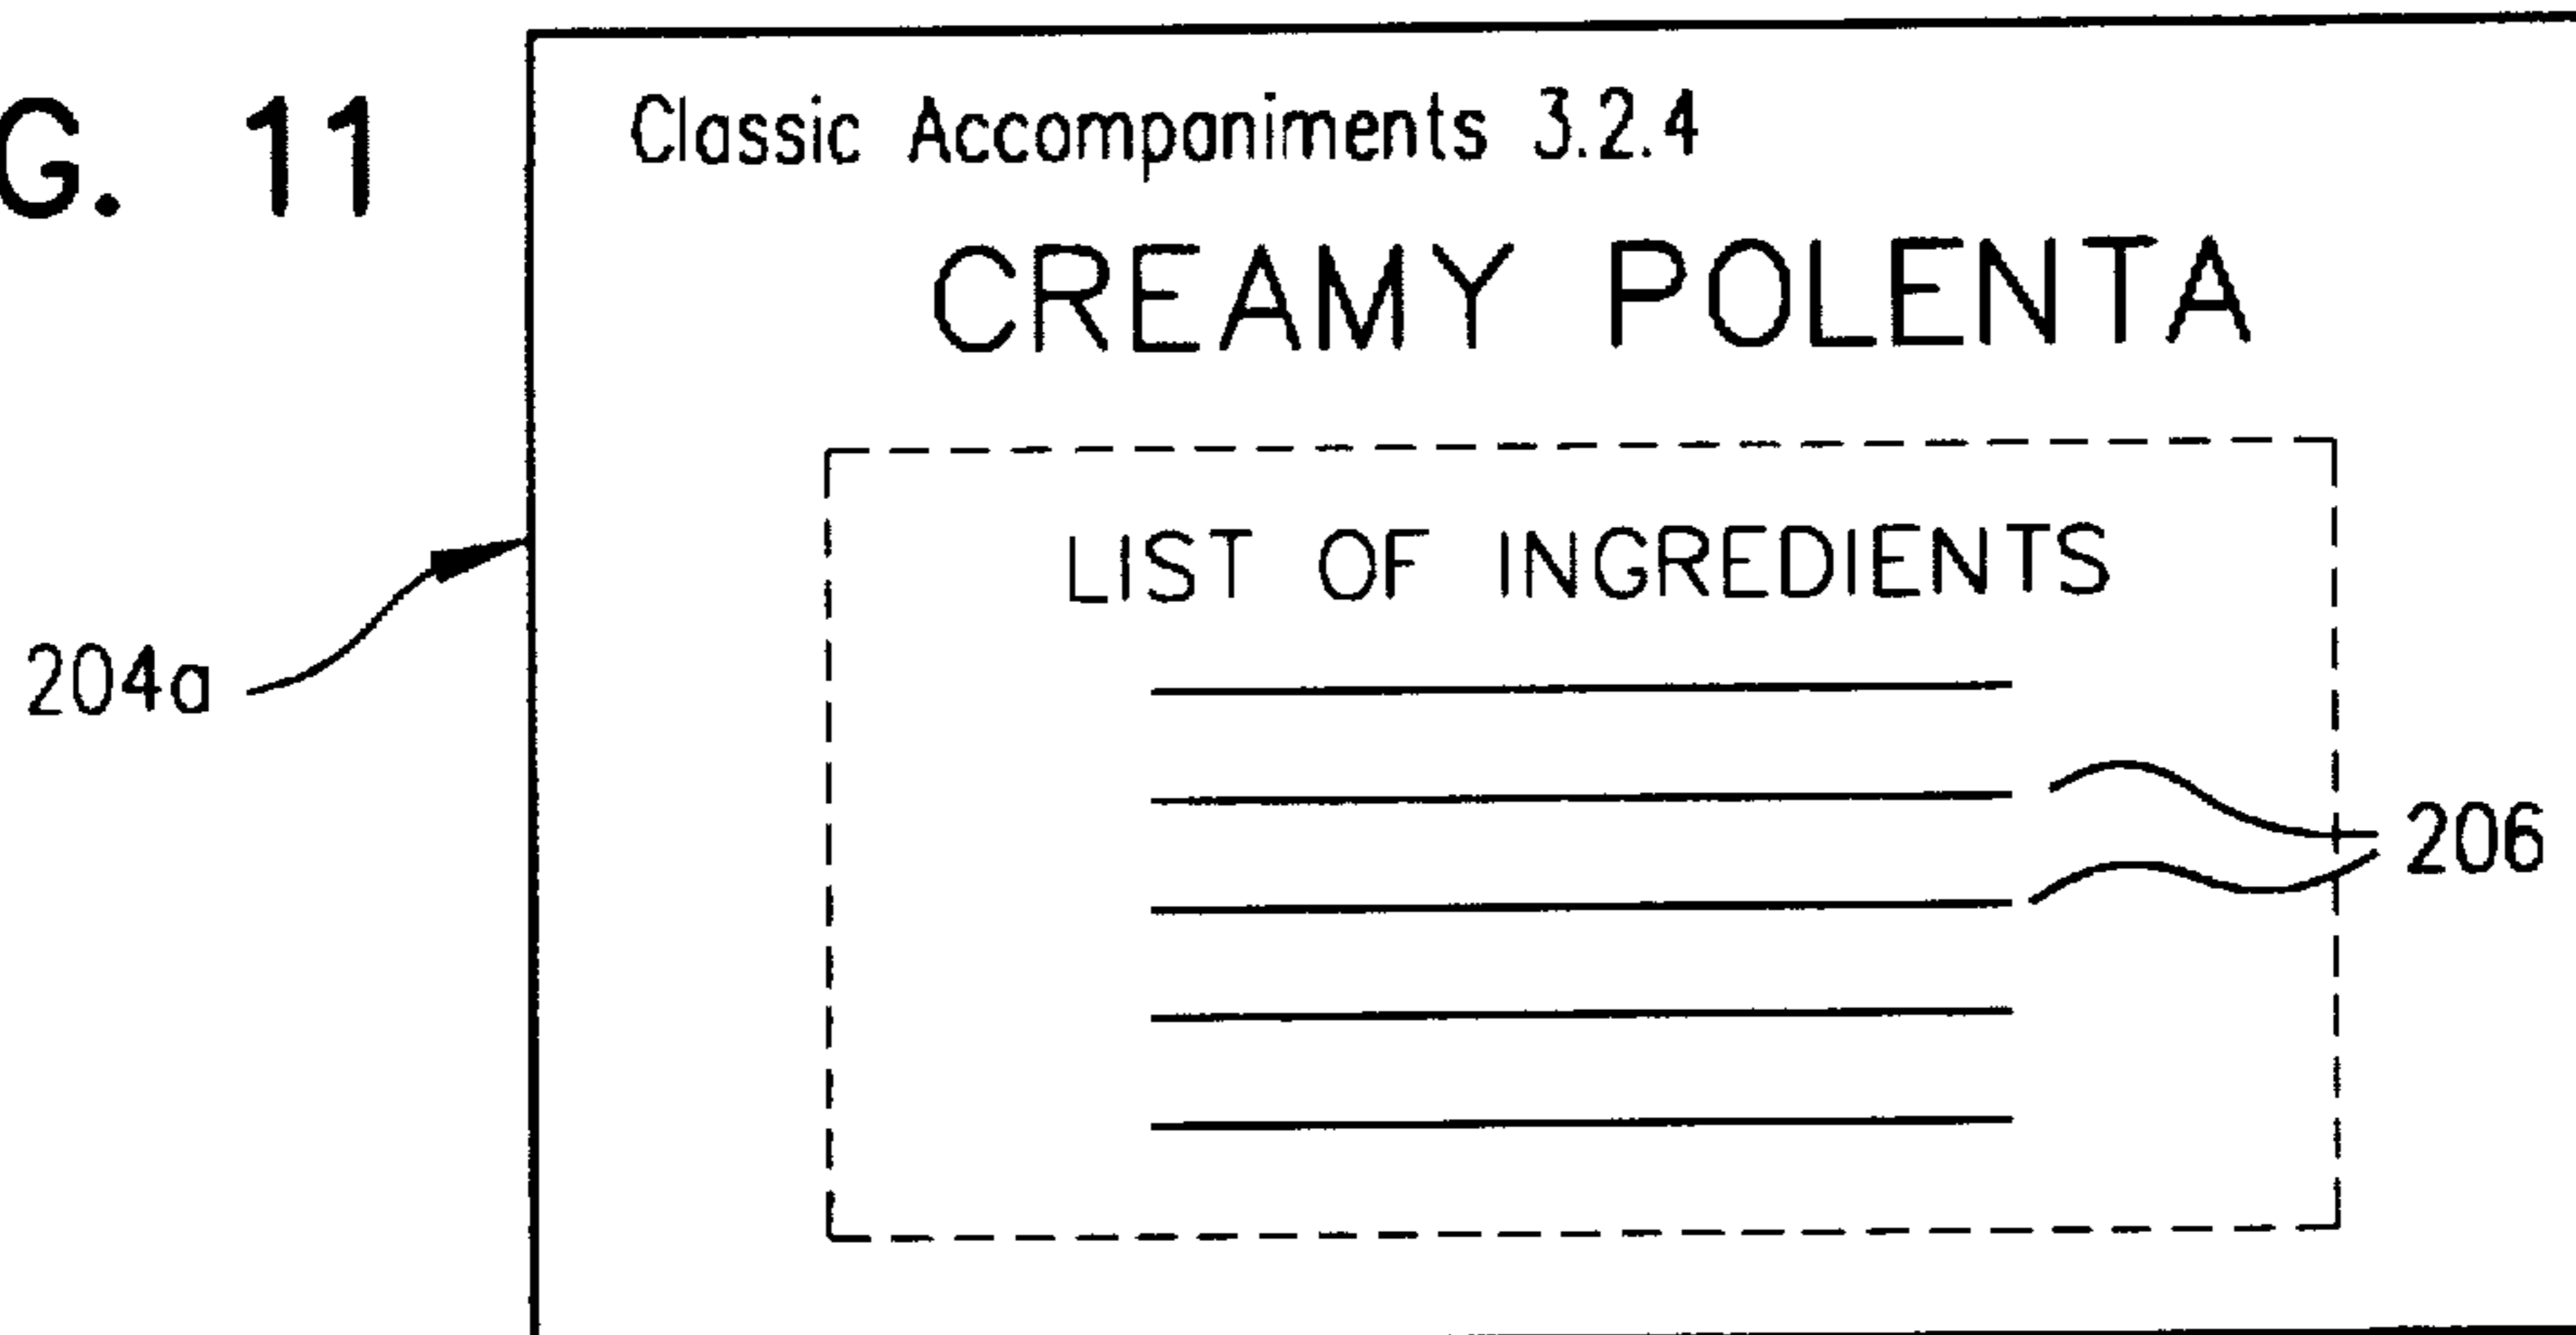 G. 11
Classic Accompaniments 3.2.4
CREAMY POLENTA
LIST OF INGREDIENTS
204a
206